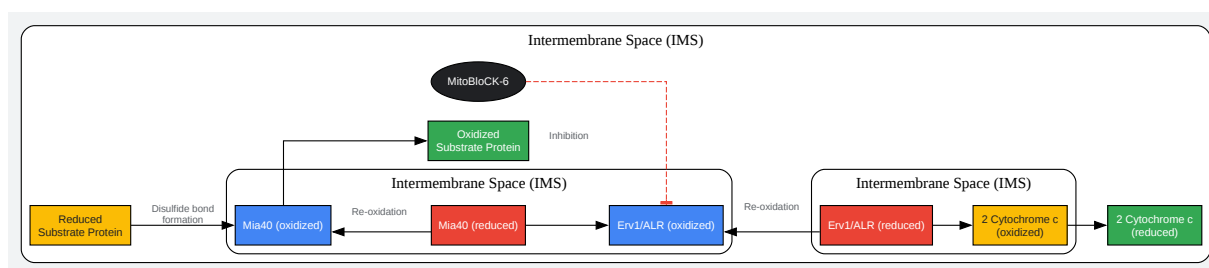 Intermembrane Space (IMS)
MitoBloCK-6
Oxidized
Substrate Protein
Inhibition
Intermembrane Space (IMS)
Intermembrane Space (IMS)
Reduced
Substrate Protein
Disulfide bond
formation
Mia40 (oxidized)
Re-oxidation
Mia40 (reduced)
Erv1/ALR (oxidized)
Re-oxidation
Erv1/ALR (reduced)
2 Cytochrome c
(oxidized)
2 Cytochrome c
(reduced)